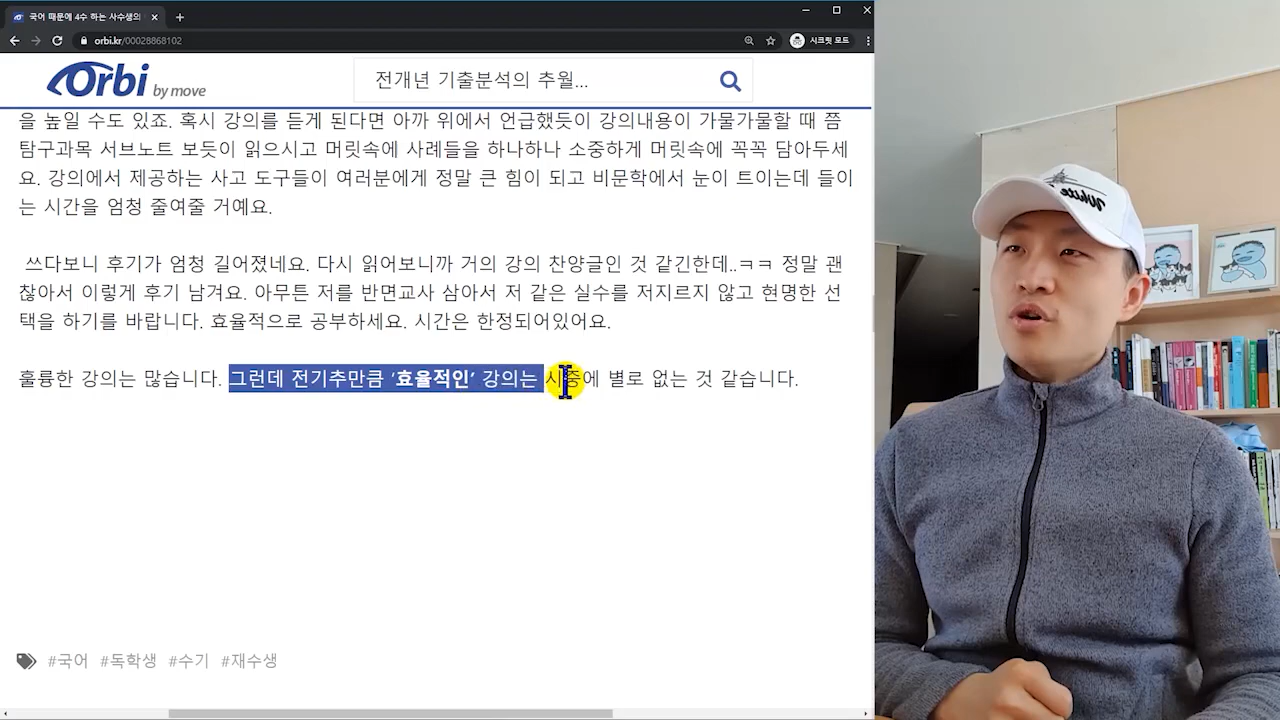 국어 때문에 4수 하는 사수생의
orbi.kr/00028868102
시크릿 모드
Orbi by move
전개년 기출분석의 추월...
을 높일 수도 있죠. 혹시 강의를 듣게 된다면 아까 위에서 언급했듯이 강의내용이 가물가물할 때 쯤
탐구과목 서브노트 보듯이 읽으시고 머릿속에 사례들을 하나하나 소중하게 머릿속에 꼭꼭 담아두세
요. 강의에서 제공하는 사고 도구들이 여러분에게 정말 큰 힘이 되고 비문학에서 눈이 트이는데 들이
는 시간을 엄청 줄여줄 거예요.
쓰다보니 후기가 엄청 길어졌네요. 다시 읽어보니까 거의 강의 찬양글인 것 같긴한데..ㅋㅋ 정말 괜
찮아서 이렇게 후기 남겨요. 아무튼 저를 반면교사 삼아서 저 같은 실수를 저지르지 않고 현명한 선
택을 하기를 바랍니다. 효율적으로 공부하세요. 시간은 한정되어있어요.
훌륭한 강의는 많습니다. 그런데 전기추만큼 '효율적인' 강의는 시중에 별로 없는 것 같습니다.
#국어 #독학생 #수기 #재수생
White